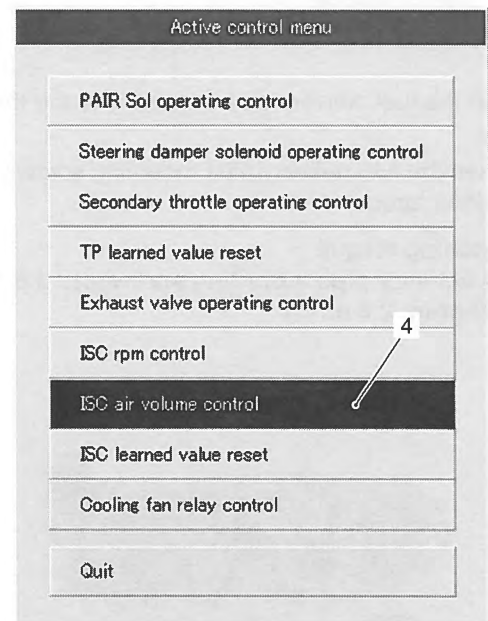 Active control menu
PAIR Sol operating control
Steering damper solenoid operating control
Secondary throttle operating control
TP learned value reset
Exhaust valve operating control
4
ISC rpm control
ISC air volume control
ISC learned value reset
Cooling fan relay control
Quit